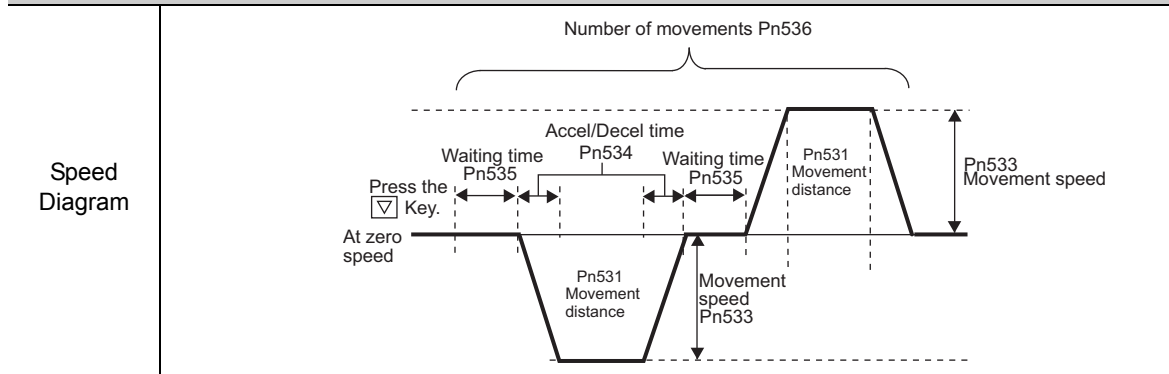 Number of movements Pn536
Speed
Diagram
Accel/Decel time
Pn534
Waiting time
Pn535
Waiting time
Pn535
Press the
▽ Key.
At zero
speed
Pn531
Movement
distance
Pn533
Movement speed
Pn531
Movement
distance
Movement
speed
Pn533